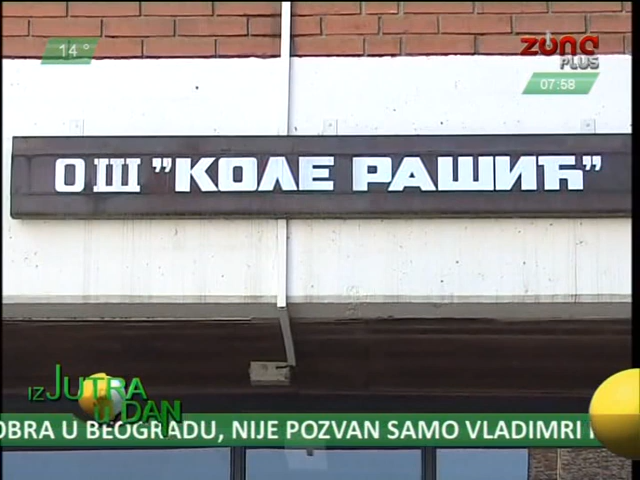 14 °
zona
PLUS
07:58
ОШ "КОЛЕ РАШИЋ"
IZ JUTRA
U DAN
OBRA U BEOGRADU, NIJE POZVAN SAMO VLADIMRI